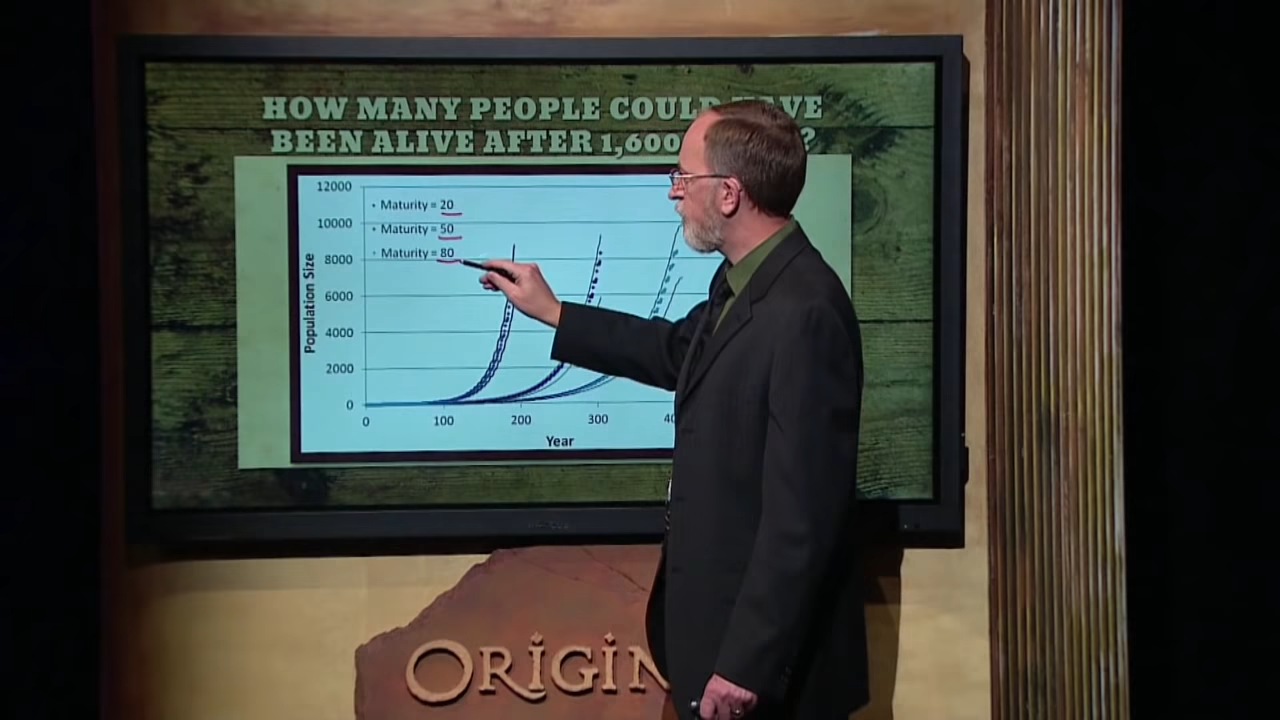 HOW MANY PEOPLE COULD HAVE
BEEN ALIVE AFTER 1,600 ?
12000
10000
8000
6000
4000
2000
0
Population Size
• Maturity = 20
• Maturity = 50
• Maturity = 80
0 100 200 300
Year
ORiGiN